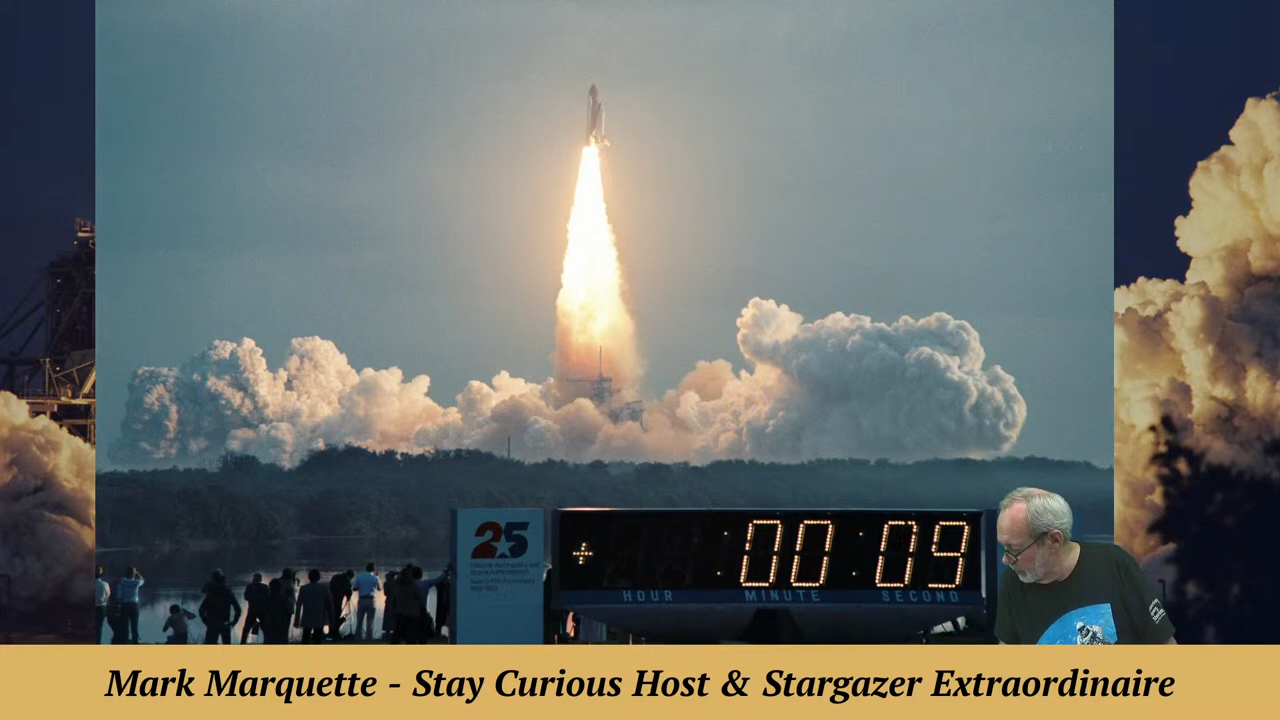 25
+ 00 09
HOUR MINUTE SECOND
Mark Marquette - Stay Curious Host & Stargazer Extraordinaire